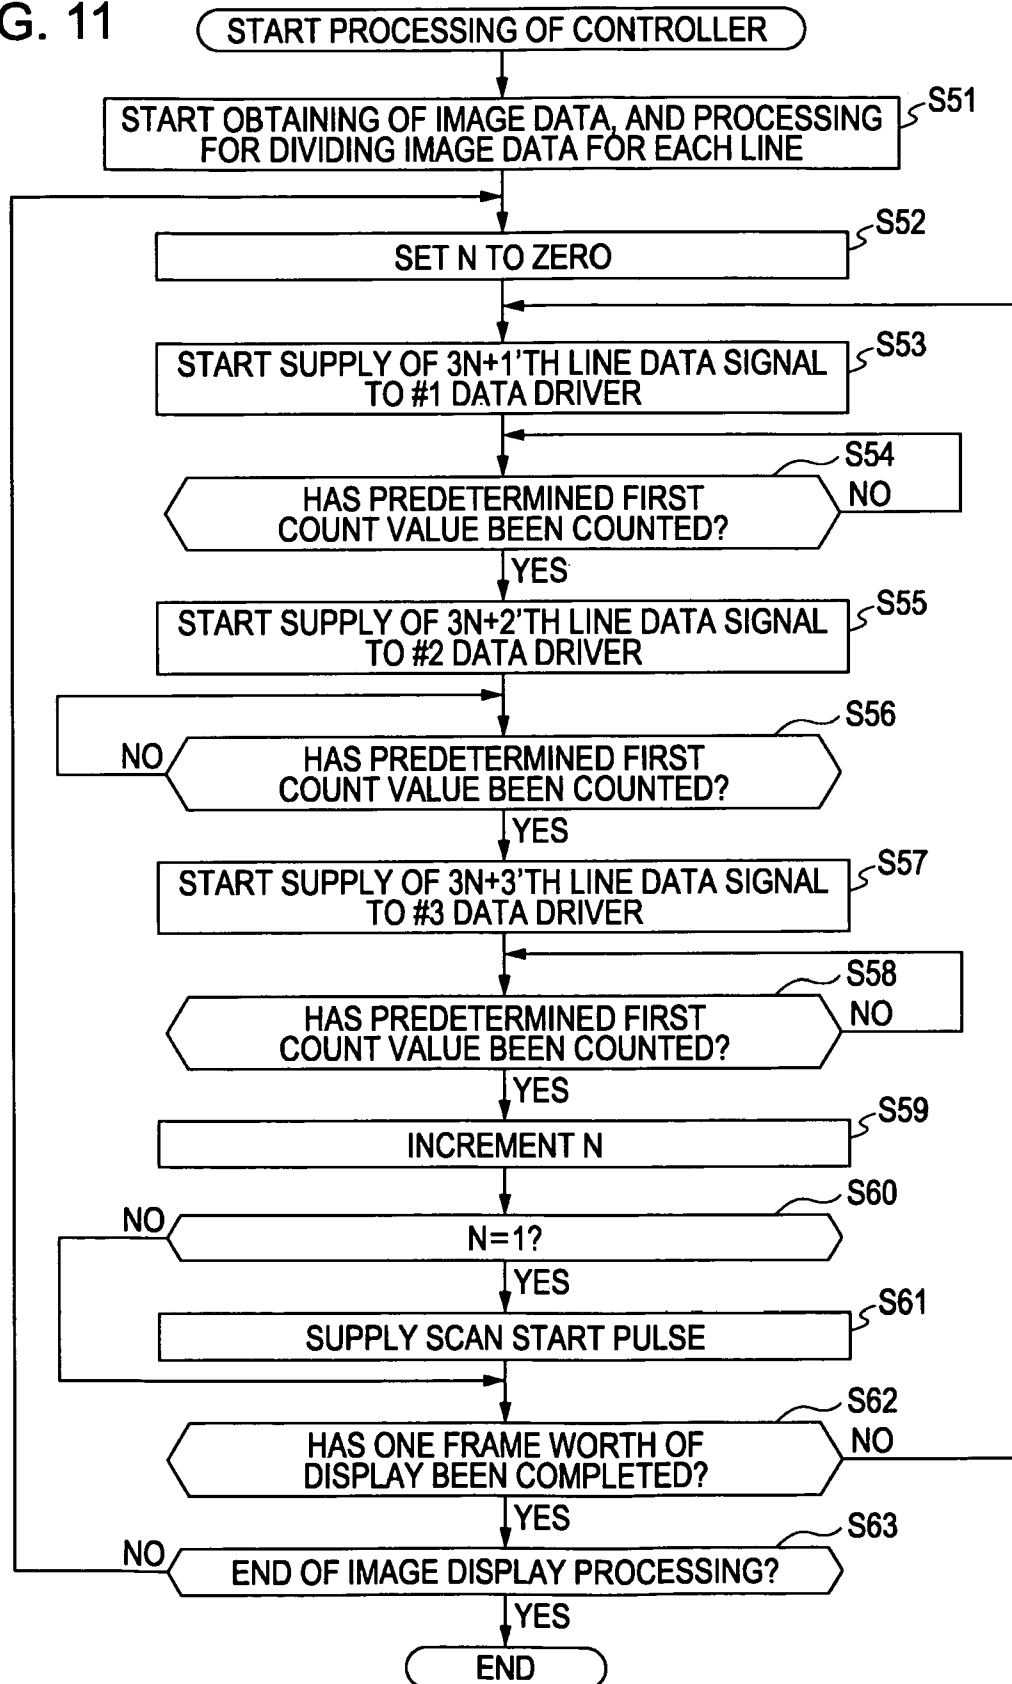 G. 11
START PROCESSING OF CONTROLLER
S51
START OBTAINING OF IMAGE DATA, AND PROCESSING
FOR DIVIDING IMAGE DATA FOR EACH LINE
S52
SET N TO ZERO
S53
START SUPPLY OF 3N+1'TH LINE DATA SIGNAL
TO #1 DATA DRIVER
S54
HAS PREDETERMINED FIRST
COUNT VALUE BEEN COUNTED?
NO
YES
S55
START SUPPLY OF 3N+2'TH LINE DATA SIGNAL
TO #2 DATA DRIVER
S56
NO
HAS PREDETERMINED FIRST
COUNT VALUE BEEN COUNTED?
YES
S57
START SUPPLY OF 3N+3'TH LINE DATA SIGNAL
TO #3 DATA DRIVER
S58
HAS PREDETERMINED FIRST
COUNT VALUE BEEN COUNTED?
NO
YES
S59
INCREMENT N
S60
NO
N=1?
YES
S61
SUPPLY SCAN START PULSE
S62
HAS ONE FRAME WORTH OF
DISPLAY BEEN COMPLETED?
NO
YES
S63
NO
END OF IMAGE DISPLAY PROCESSING?
YES
END